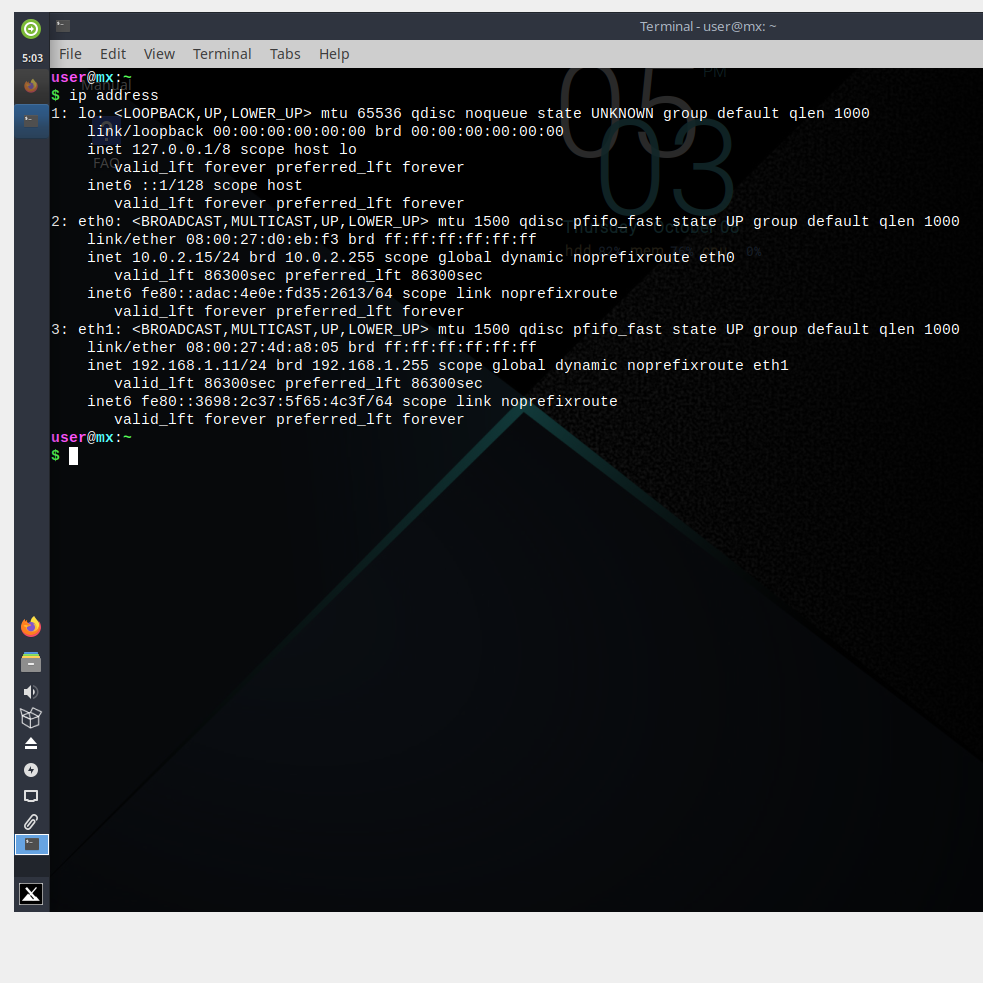 Terminal - user@mx: ~
5:03
File Edit View Terminal Tabs Help
user@mx:~
$ ip address
1: lo: <LOOPBACK,UP,LOWER_UP> mtu 65536 qdisc noqueue state UNKNOWN group default qlen 1000
    link/loopback 00:00:00:00:00:00 brd 00:00:00:00:00:00
    inet 127.0.0.1/8 scope host lo
       valid_lft forever preferred_lft forever
    inet6 ::1/128 scope host
       valid_lft forever preferred_lft forever
2: eth0: <BROADCAST,MULTICAST,UP,LOWER_UP> mtu 1500 qdisc pfifo_fast state UP group default qlen 1000
    link/ether 08:00:27:d0:eb:f3 brd ff:ff:ff:ff:ff:ff
    inet 10.0.2.15/24 brd 10.0.2.255 scope global dynamic noprefixroute eth0
       valid_lft 86300sec preferred_lft 86300sec
    inet6 fe80::adac:4e0e:fd35:2613/64 scope link noprefixroute
       valid_lft forever preferred_lft forever
3: eth1: <BROADCAST,MULTICAST,UP,LOWER_UP> mtu 1500 qdisc pfifo_fast state UP group default qlen 1000
    link/ether 08:00:27:4d:a8:05 brd ff:ff:ff:ff:ff:ff
    inet 192.168.1.11/24 brd 192.168.1.255 scope global dynamic noprefixroute eth1
       valid_lft 86300sec preferred_lft 86300sec
    inet6 fe80::3698:2c37:5f65:4c3f/64 scope link noprefixroute
       valid_lft forever preferred_lft forever
user@mx:~
$
Manual
FAQ
05
PM
03
Thursday October